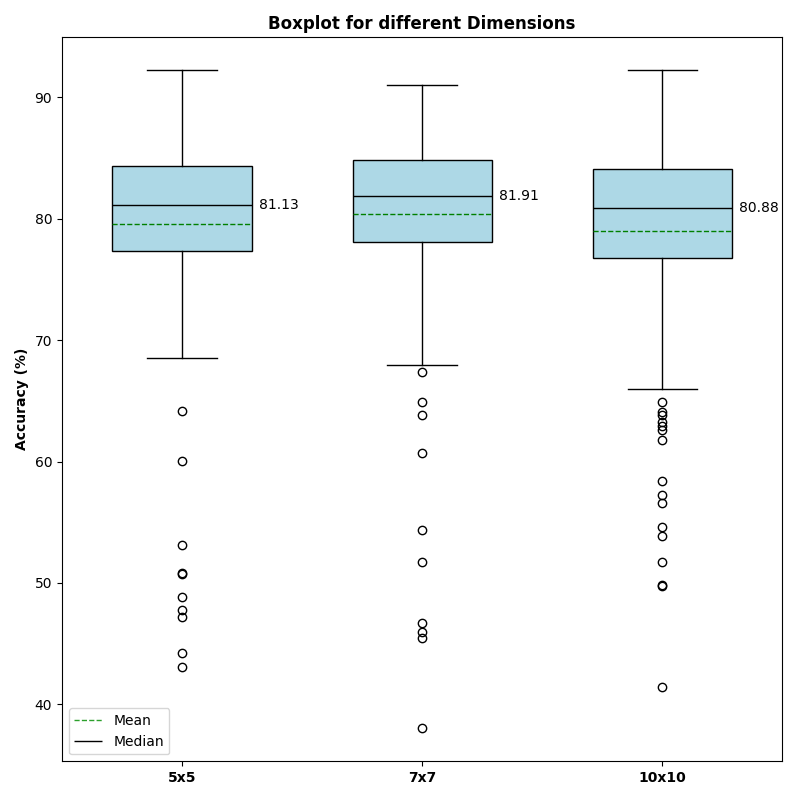 Boxplot for different Dimensions
Accuracy (%)
90
80
70
60
50
40
81.13
81.91
80.88
Mean
Median
5x5
7x7
10x10